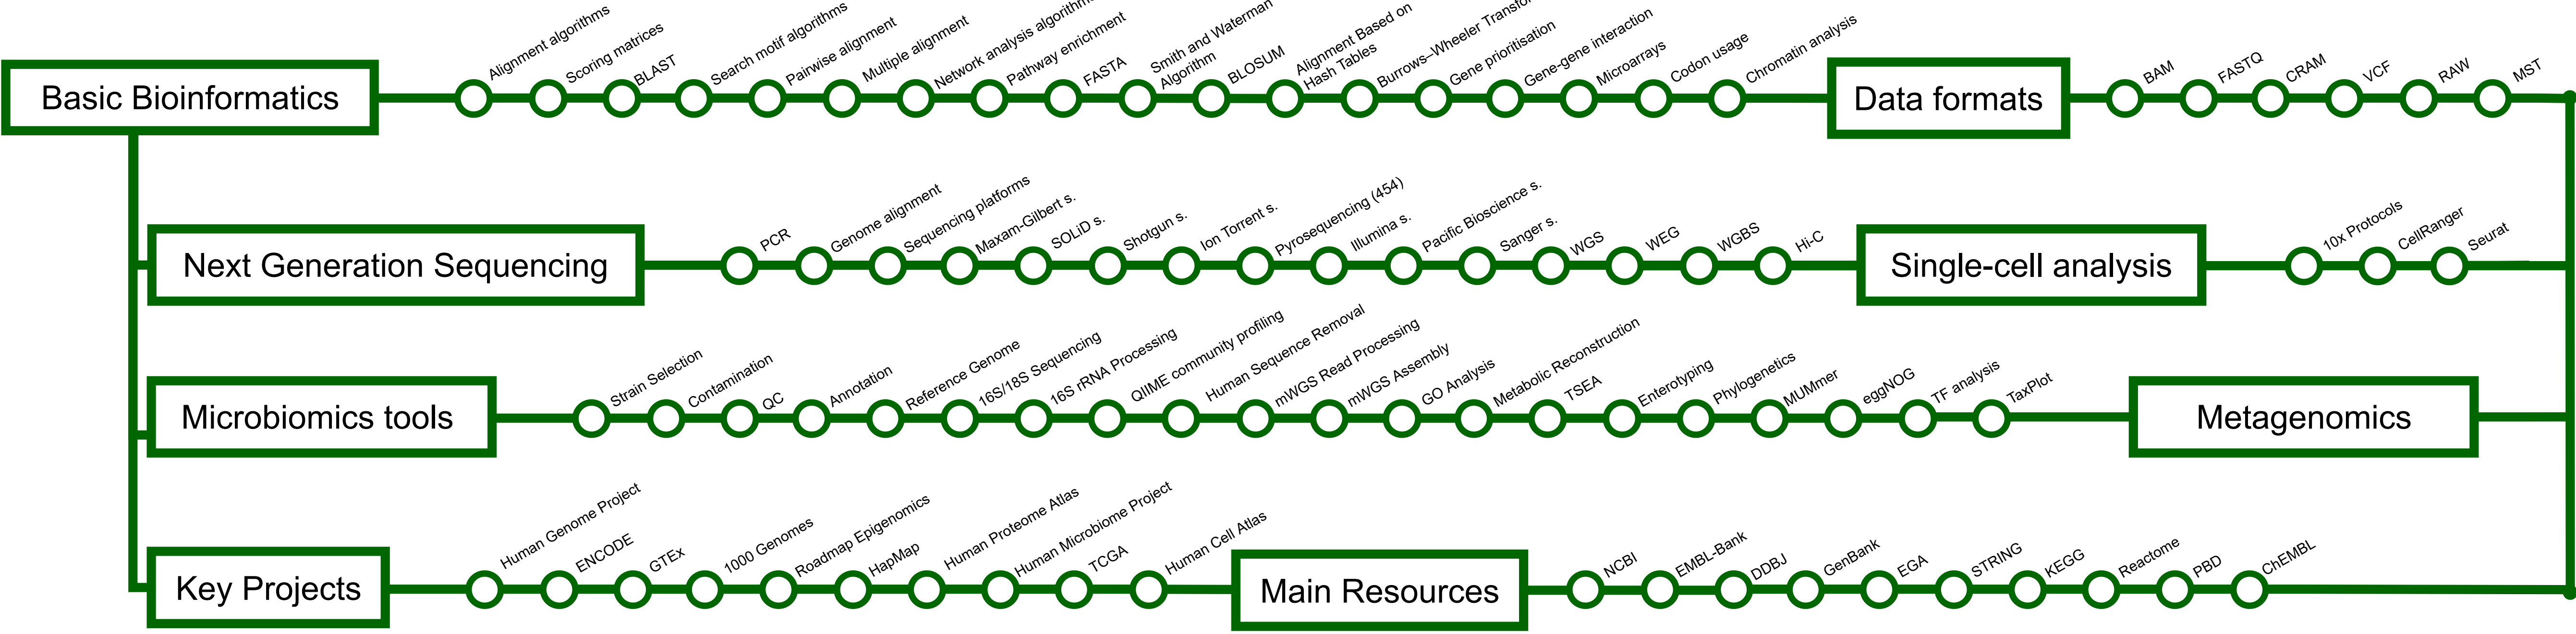 Basic Bioinformatics
Alignment algorithms
Scoring matrices
BLAST
Search motif algorithms
Pairwise alignment
Multiple alignment
Network analysis algorithms
Pathway enrichment
FASTA
Smith and Waterman
Algorithm
BLOSUM
Alignment Based on
Hash Tables
Burrows–Wheeler
Gene prioritisation
Gene-gene interaction
Microarrays
Codon usage
Chromatin analysis
Data formats
BAM
FASTQ
CRAM
VCF
RAW
MST
Next Generation Sequencing
PCR
Genome alignment
Sequencing platforms
Maxam-Gilbert s.
SOLiD s.
Shotgun s.
Ion Torrent s.
Pyrosequencing (454)
Illumina s.
Pacific Bioscience s.
Sanger s.
WGS
WEG
WGBS
Hi-C
Single-cell analysis
10x Protocols
CellRanger
Seurat
Microbiomics tools
Strain Selection
Contamination
QC
Annotation
Reference Genome
16S/18S Sequencing
16S rRNA Processing
QIIME community profiling
Human Sequence Removal
mWGS Read Processing
mWGS Assembly
GO Analysis
Metabolic Reconstruction
TSEA
Enterotyping
Phylogenetics
MUMmer
eggNOG
TF analysis
TaxPlot
Metagenomics
Key Projects
Human Genome Project
ENCODE
GTEx
1000 Genomes
Roadmap Epigenomics
HapMap
Human Proteome Atlas
Human Microbiome Project
TCGA
Human Cell Atlas
Main Resources
NCBI
EMBL-Bank
DDBJ
GenBank
EGA
STRING
KEGG
Reactome
PBD
ChEMBL